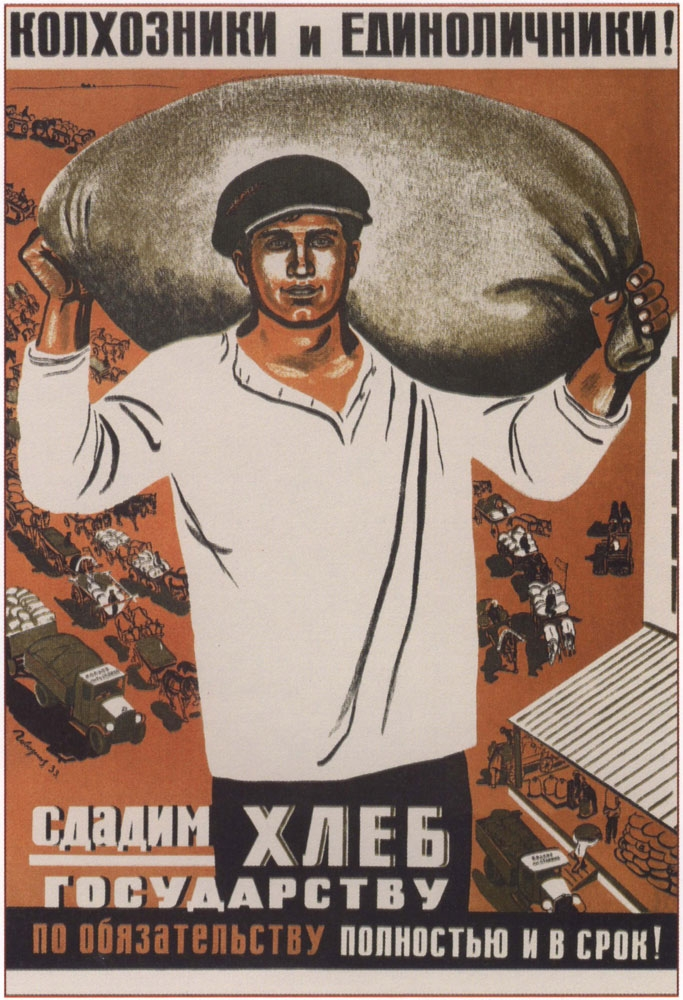 КОЛХОЗНИКИ и ЕДИНОЛИЧНИКИ!
СДАДИМ ХЛЕБ
ГОСУДАРСТВУ
ПО ОБЯЗАТЕЛЬСТВУ ПОЛНОСТЬЮ И В СРОК!